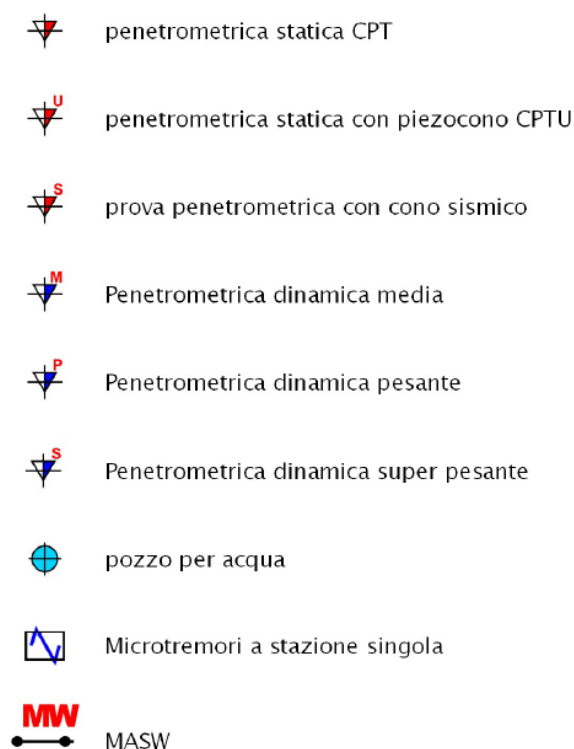 penetrometrica statica CPT
U
penetrometrica statica con piezocono CPTU
S
prova penetrometrica con cono sismico
M
Penetrometrica dinamica media
P
Penetrometrica dinamica pesante
S
Penetrometrica dinamica super pesante
pozzo per acqua
Microtremori a stazione singola
MW
MASW